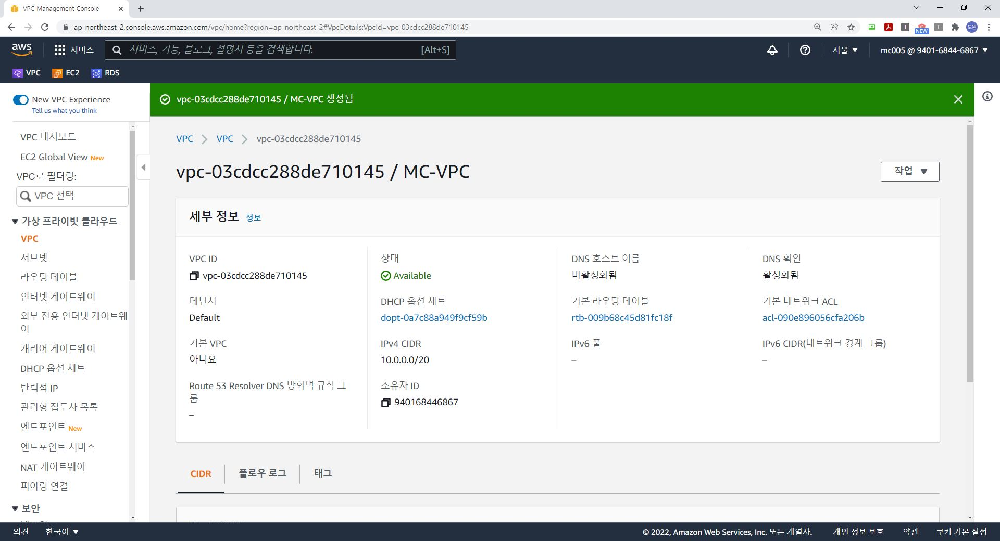 VPC Management Console
ap-northeast-2.console.aws.amazon.com/vpc/home?region=ap-northeast-2#VpcDetails:VpcId=vpc-03cdcc288de710145
NEW
도원
aws
서비스
서비스, 기능, 블로그, 설명서 등을 검색합니다.
[Alt+S]
서울 ▼
mc005 @ 9401-6844-6867 ▼
VPC
EC2
RDS
New VPC Experience
Tell us what you think
VPC 대시보드
EC2 Global View New
VPC로 필터링:
VPC 선택
가상 프라이빗 클라우드
VPC
서브넷
라우팅 테이블
인터넷 게이트웨이
외부 전용 인터넷 게이트웨
이
캐리어 게이트웨이
DHCP 옵션 세트
탄력적 IP
관리형 접두사 목록
엔드포인트 New
엔드포인트 서비스
NAT 게이트웨이
피어링 연결
보안
vpc-03cdcc288de710145 / MC-VPC 생성됨
VPC
VPC
vpc-03cdcc288de710145
vpc-03cdcc288de710145 / MC-VPC
작업 ▼
세부 정보 정보
VPC ID
vpc-03cdcc288de710145
상태
Available
DNS 호스트 이름
비활성화됨
DNS 확인
활성화됨
테넌시
Default
DHCP 옵션 세트
dopt-0a7c88a949f9cf59b
기본 라우팅 테이블
rtb-009b68c45d81fc18f
기본 네트워크 ACL
acl-090e896056cfa206b
기본 VPC
아니요
IPv4 CIDR
10.0.0.0/20
IPv6 풀
–
IPv6 CIDR(네트워크 경계 그룹)
–
Route 53 Resolver DNS 방화벽 규칙 그
룹
–
소유자 ID
940168446867
CIDR
플로우 로그
태그
의견
한국어 ▼
© 2022, Amazon Web Services, Inc. 또는 계열사.
개인 정보 보호
약관
쿠키 기본 설정